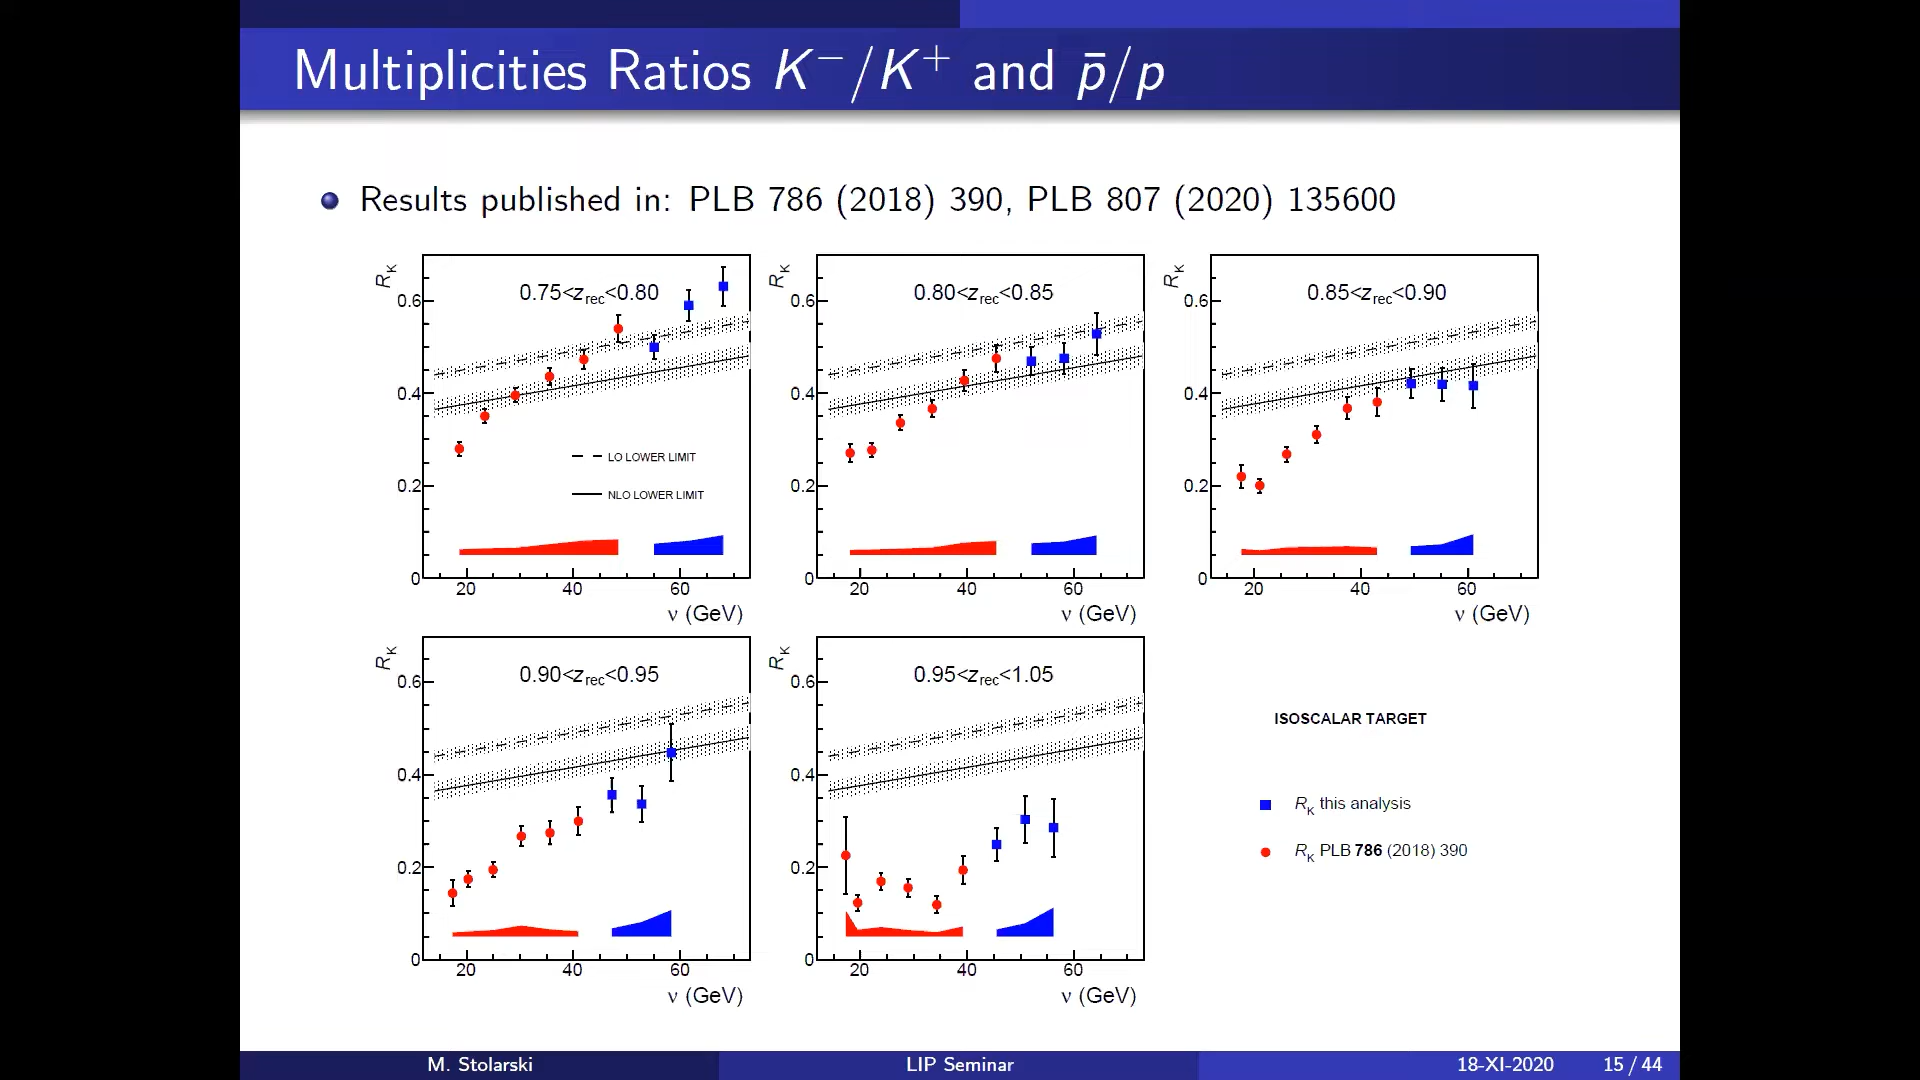 Multiplicities Ratios K⁻/K⁺ and p̄/p
Results published in: PLB 786 (2018) 390, PLB 807 (2020) 135600
R_K
0.75<z_rec<0.80
0.6
0.4
0.2
0
LO LOWER LIMIT
NLO LOWER LIMIT
20 40 60
ν (GeV)
R_K
0.80<z_rec<0.85
0.6
0.4
0.2
0
20 40 60
ν (GeV)
R_K
0.85<z_rec<0.90
0.6
0.4
0.2
0
20 40 60
ν (GeV)
R_K
0.90<z_rec<0.95
0.6
0.4
0.2
0
20 40 60
ν (GeV)
R_K
0.95<z_rec<1.05
0.6
0.4
0.2
0
20 40 60
ν (GeV)
ISOSCALAR TARGET
R_K this analysis
R_K PLB 786 (2018) 390
M. Stolarski LIP Seminar 18-XI-2020 15 / 44